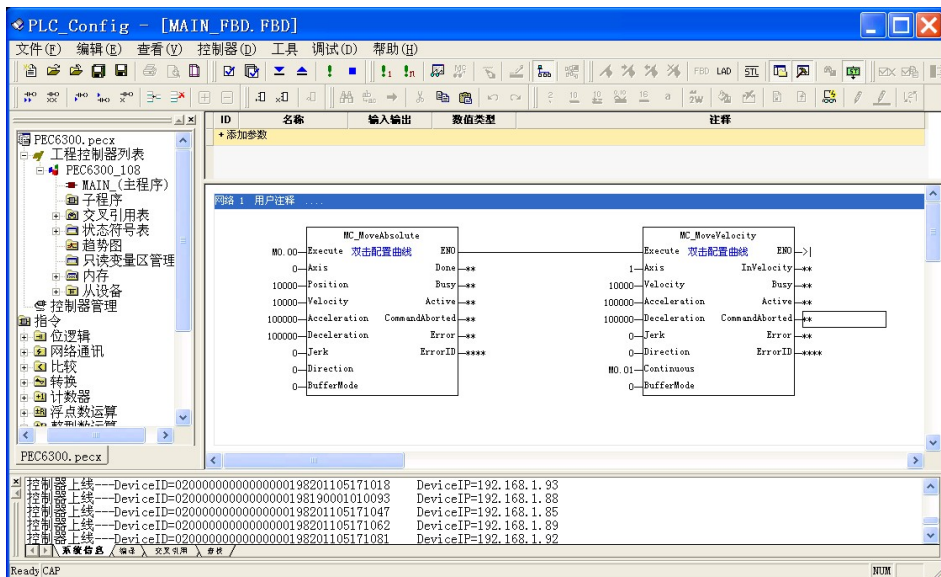 PLC_Config - [MAIN_FBD.FBD]
文件(F) 编辑(E) 查看(V) 控制器(D) 工具 调试(D) 帮助(H)
FBD LAD STL
ID 名称 输入输出 数值类型 注释
+添加参数
PEC6300.pecx
工程控制器列表
PEC6300_108
MAIN_(主程序)
子程序
交叉引用表
状态符号表
趋势图
只读变量区管理
内存
从设备
控制器管理
指令
位逻辑
网络通讯
比较
转换
计数器
浮点数运算
整型数运算
PEC6300.pecx
网络 1 用户注释 ....
MC_MoveAbsolute
M0.00 Execute 双击配置曲线 ENO
0 Axis Done **
10000 Position Busy **
10000 Velocity Active **
100000 Acceleration CommandAborted **
100000 Deceleration Error **
0 Jerk ErrorID ****
0 Direction
0 BufferMode
MC_MoveVelocity
Execute 双击配置曲线 ENO >|
1 Axis InVelocity **
10000 Velocity Busy **
100000 Acceleration Active **
100000 Deceleration CommandAborted **
0 Jerk Error **
0 Direction ErrorID ****
M0.01 Continuous
0 BufferMode
控制器上线---DeviceID=02000000000000000198201105171018 DeviceIP=192.168.1.93
控制器上线---DeviceID=02000000000000000198190001010093 DeviceIP=192.168.1.88
控制器上线---DeviceID=02000000000000000198201105171047 DeviceIP=192.168.1.85
控制器上线---DeviceID=02000000000000000198201105171062 DeviceIP=192.168.1.89
控制器上线---DeviceID=02000000000000000198201105171081 DeviceIP=192.168.1.92
系统信息 编译 交叉引用 查找
Ready CAP NUM